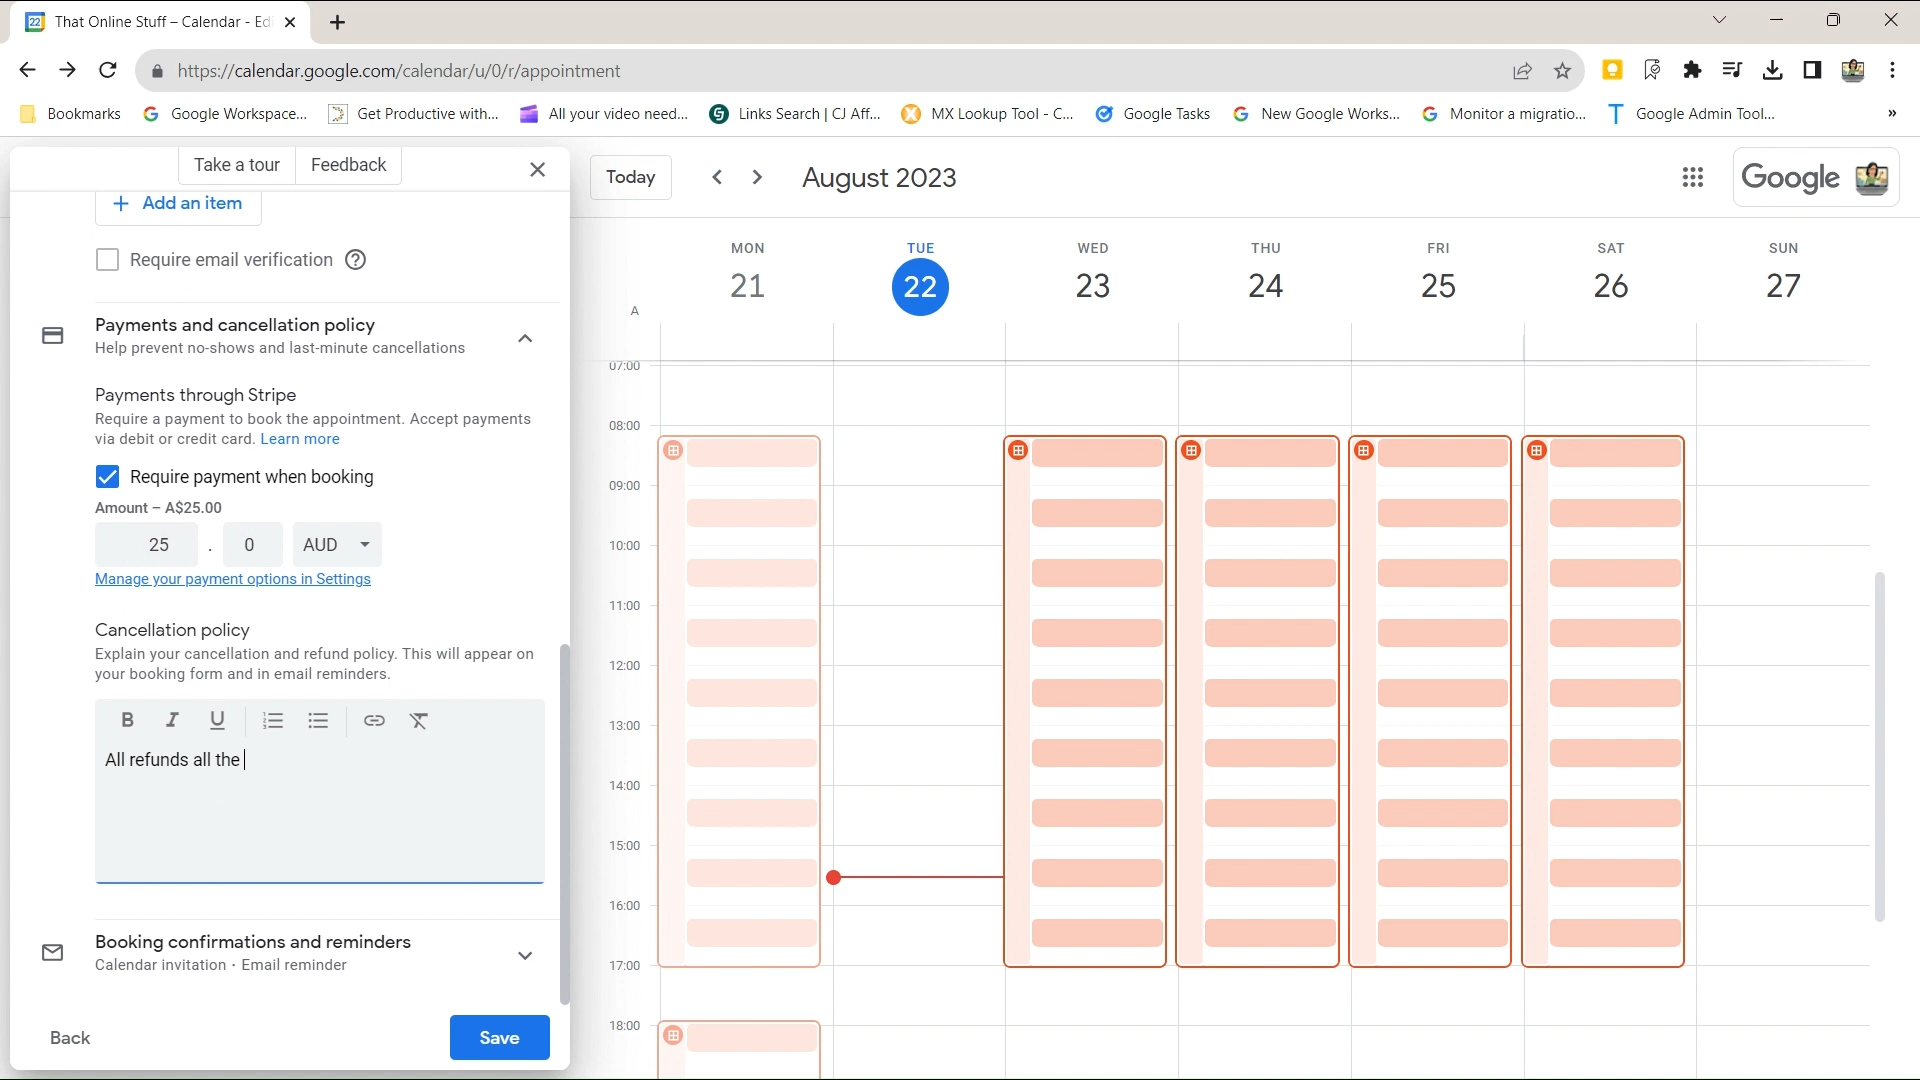 That Online Stuff – Calendar - Edi
https://calendar.google.com/calendar/u/0/r/appointment
Bookmarks Google Workspace... Get Productive with... All your video need... Links Search | CJ Aff... MX Lookup Tool - C... Google Tasks New Google Works... Monitor a migratio... Google Admin Tool... »
Take a tour Feedback
Today August 2023 Google
+ Add an item
Require email verification
Payments and cancellation policy
Help prevent no-shows and last-minute cancellations
Payments through Stripe
Require a payment to book the appointment. Accept payments
via debit or credit card. Learn more
Require payment when booking
Amount – A$25.00
25 . 0 AUD
Manage your payment options in Settings
Cancellation policy
Explain your cancellation and refund policy. This will appear on
your booking form and in email reminders.
B I U
All refunds all the
Booking confirmations and reminders
Calendar invitation · Email reminder
Back Save
MON TUE WED THU FRI SAT SUN
21 22 23 24 25 26 27
A
07:00
08:00
09:00
10:00
11:00
12:00
13:00
14:00
15:00
16:00
17:00
18:00